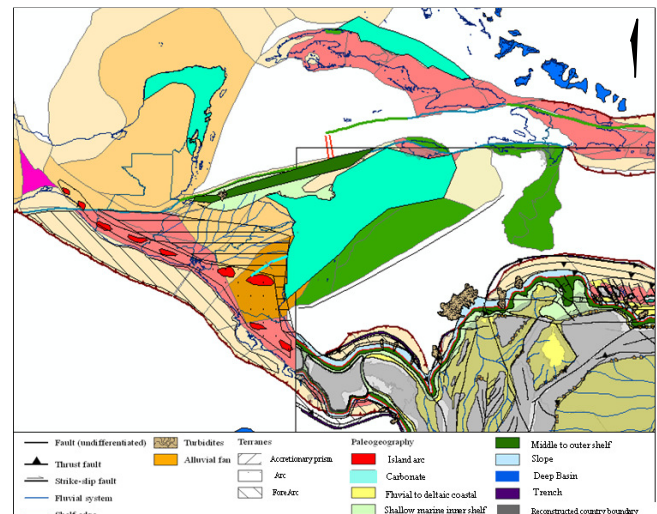 Fault (undifferentiated)
Thrust fault
Strike-slip fault
Fluvial system
Shelf edge
Turbidites
Alluvial fan
Terranes
Accretionary prism
Arc
ForeArc
Paleogeography
Island arc
Carbonate
Fluvial to deltaic coastal
Shallow marine inner shelf
Middle to outer shelf
Slope
Deep Basin
Trench
Reconstructed country boundary